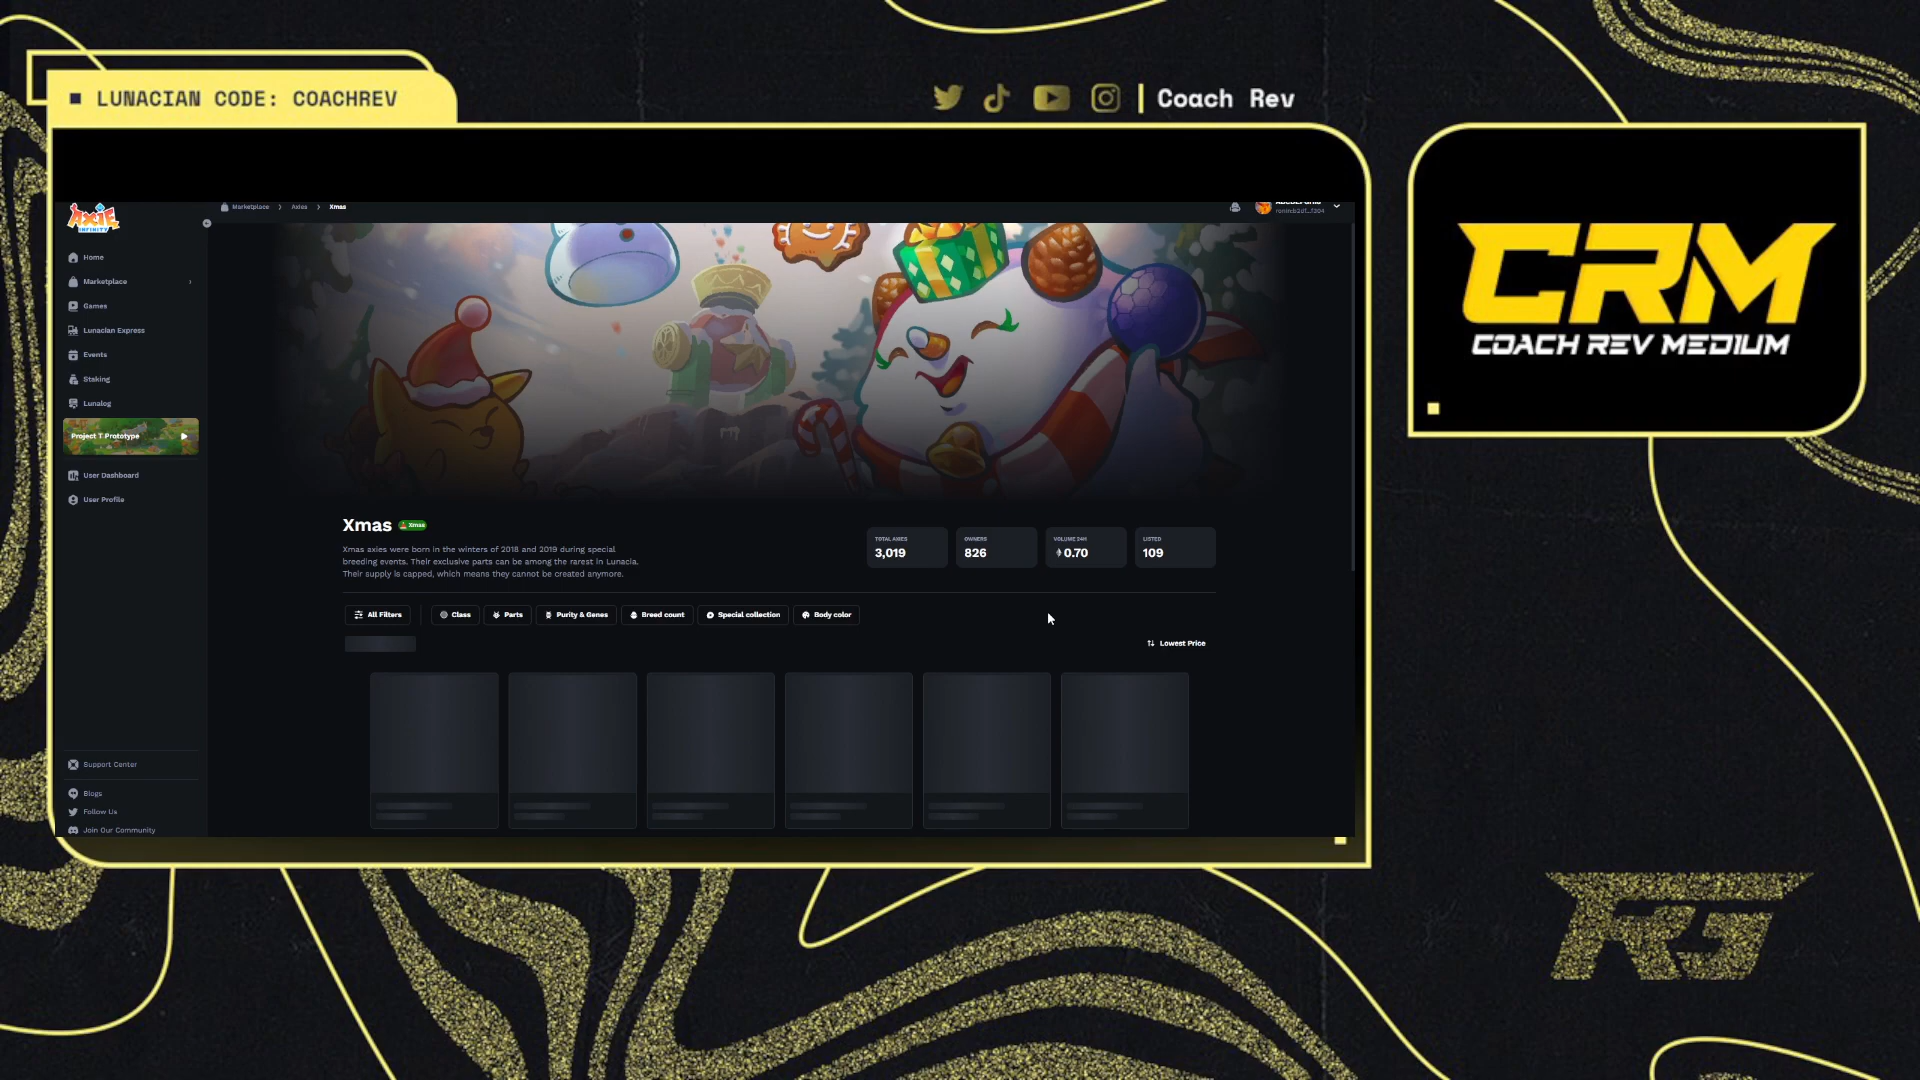 LUNACIAN CODE: COACHREV
Coach Rev
AXIE
INFINITY
Marketplace
Axies
Xmas
Home
Marketplace
Games
Lunacian Express
Events
Staking
Lunalog
Project T Prototype
User Dashboard
User Profile
Support Center
Blogs
Follow Us
Join Our Community
Xmas
Xmas
Xmas axies were born in the winters of 2018 and 2019 during special
breeding events. Their exclusive parts can be among the rarest in Lunacia.
Their supply is capped, which means they cannot be created anymore.
TOTAL AXIES
3,019
OWNERS
826
VOLUME 24H
0.70
LISTED
109
All Filters
Class
Parts
Purity & Genes
Breed count
Special collection
Body color
Lowest Price
CRM
COACH REV MEDIUM